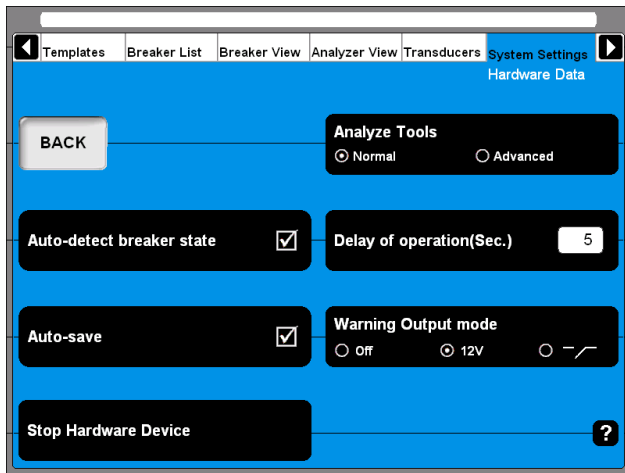 Templates
Breaker List
Breaker View
Analyzer View
Transducers
System Settings
Hardware Data
BACK
Analyze Tools
Normal
Advanced
Auto-detect breaker state
Delay of operation(Sec.)
5
Auto-save
Warning Output mode
Off
12V
Stop Hardware Device
?